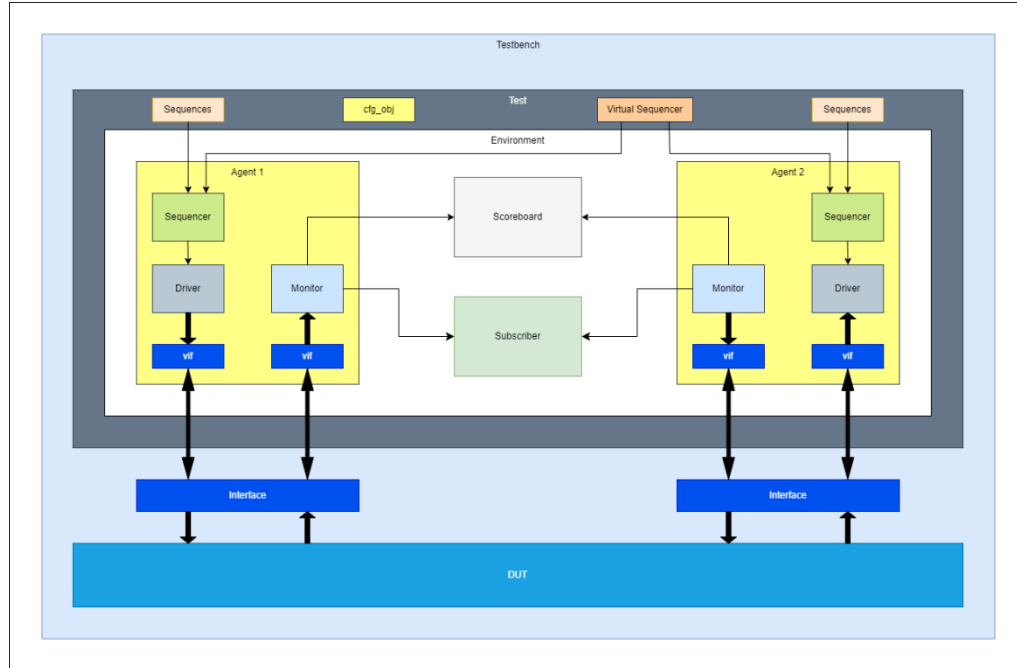 Testbench
Test
Sequences
cfg_obj
Virtual Sequencer
Sequences
Environment
Agent 1
Agent 2
Sequencer
Scoreboard
Sequencer
Driver
Monitor
Monitor
Driver
Subscriber
vif
vif
vif
vif
Interface
Interface
DUT